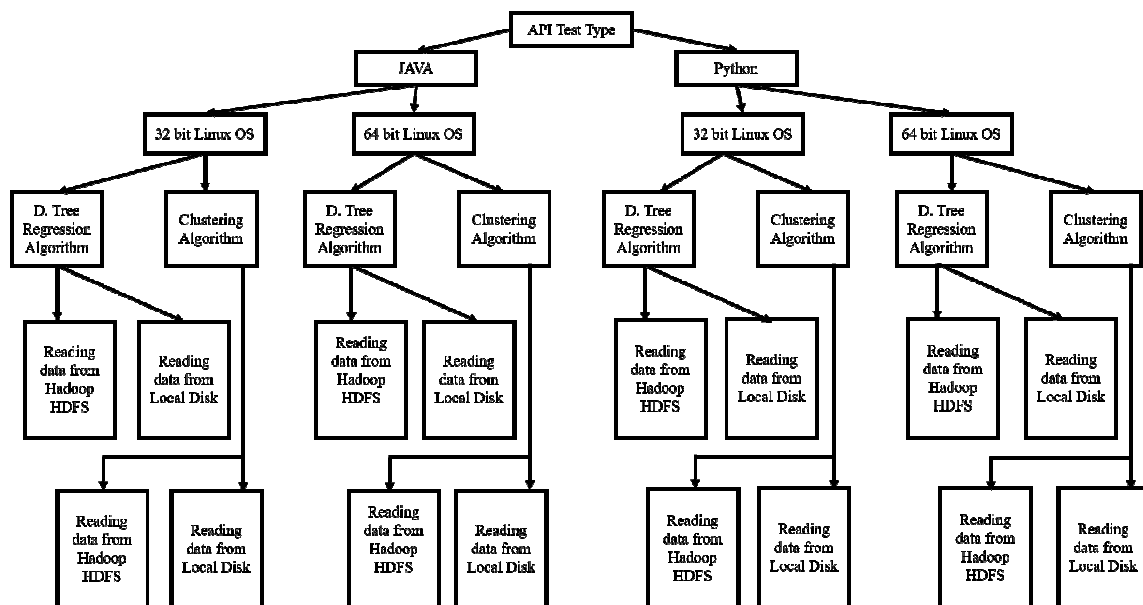 API Test Type
JAVA
Python
32 bit Linux OS
64 bit Linux OS
32 bit Linux OS
64 bit Linux OS
D. Tree
Regression
Algorithm
Clustering
Algorithm
D. Tree
Regression
Algorithm
Clustering
Algorithm
D. Tree
Regression
Algorithm
Clustering
Algorithm
D. Tree
Regression
Algorithm
Clustering
Algorithm
Reading
data from
Hadoop
HDFS
Reading
data from
Local Disk
Reading
data from
Hadoop
HDFS
Reading
data from
Local Disk
Reading
data from
Hadoop
HDFS
Reading
data from
Local Disk
Reading
data from
Hadoop
HDFS
Reading
data from
Local Disk
Reading
data from
Hadoop
HDFS
Reading
data from
Local Disk
Reading
data from
Hadoop
HDFS
Reading
data from
Local Disk
Reading
data from
Hadoop
HDFS
Reading
data from
Local Disk
Reading
data from
Hadoop
HDFS
Reading
data from
Local Disk